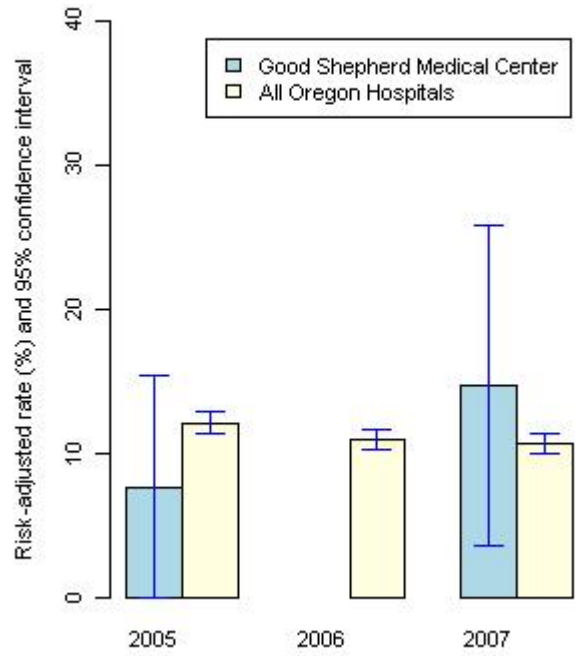 Risk-adjusted rate (%) and 95% confidence interval
40
30
20
10
0
Good Shepherd Medical Center
All Oregon Hospitals
2005
2006
2007